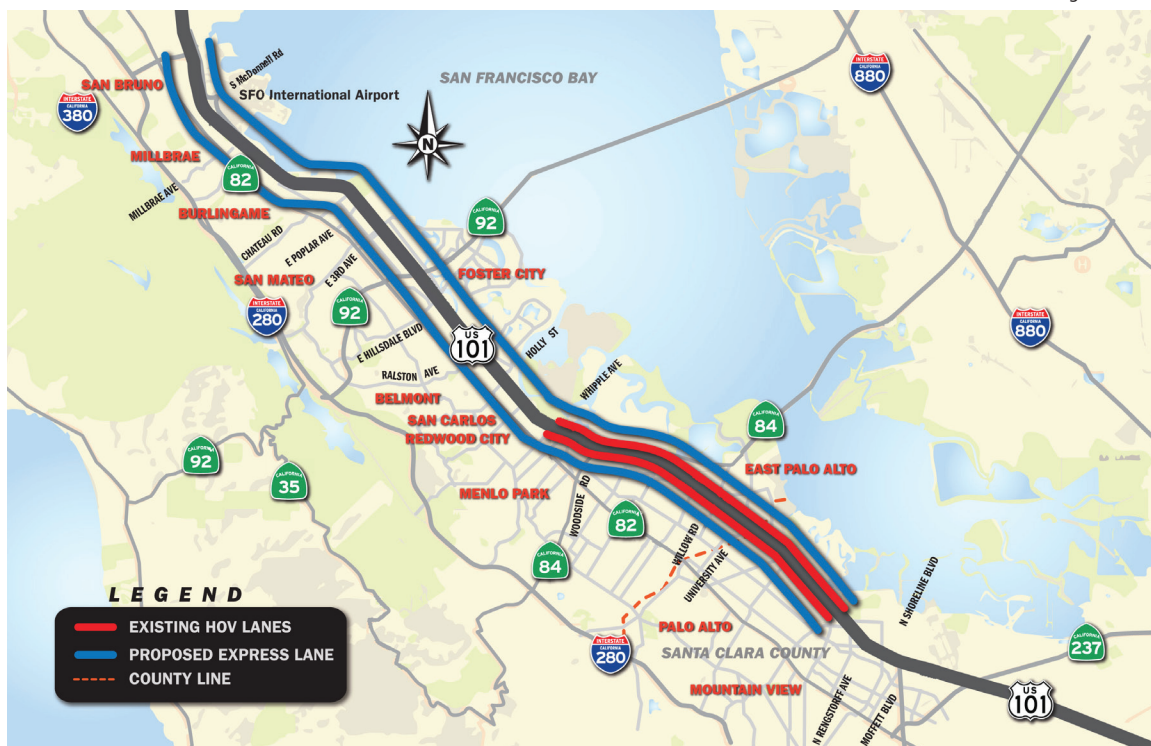 SAN FRANCISCO BAY
S McDonnell Rd
SFO International Airport
SAN BRUNO
INTERSTATE
CALIFORNIA
380
INTERSTATE
CALIFORNIA
880
N
MILLBRAE
CALIFORNIA
82
MILLBRAE AVE
BURLINGAME
CALIFORNIA
92
CHATEAU RD
E POPLAR AVE
E 3RD AVE
SAN MATEO
FOSTER CITY
INTERSTATE
CALIFORNIA
280
CALIFORNIA
92
H
INTERSTATE
CALIFORNIA
880
E HILLSDALE BLVD
US
101
HOLLY ST
RALSTON AVE
WHIPPLE AVE
BELMONT
SAN CARLOS
REDWOOD CITY
CALIFORNIA
84
CALIFORNIA
92
CALIFORNIA
35
EAST PALO ALTO
MENLO PARK
WOODSIDE RD
CALIFORNIA
82
WILLOW RD
UNIVERSITY AVE
CALIFORNIA
84
N SHORELINE BLVD
PALO ALTO
INTERSTATE
CALIFORNIA
280
SANTA CLARA COUNTY
CALIFORNIA
237
MOUNTAIN VIEW
N RENGSTORFF AVE
MOFFETT BLVD
US
101
LEGEND
EXISTING HOV LANES
PROPOSED EXPRESS LANE
COUNTY LINE